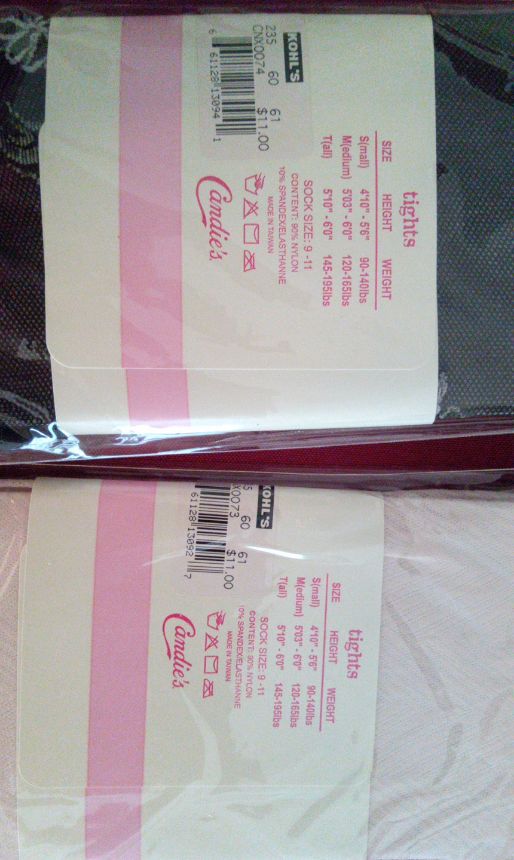 tights
SIZE HEIGHT WEIGHT
S(mall) 4'10" - 5'6" 90-140lbs
M(edium) 5'03" - 6'0" 120-165lbs
T(all) 5'10" - 6'0" 145-195lbs
SOCK SIZE: 9 -11
CONTENT: 90% NYLON
10% SPANDEX/ELASTHANNE
MADE IN TAIWAN
Candie's
KOHL'S
235 60 61
CNX0074 $11.00
6 61128 13094 1
tights
SIZE HEIGHT WEIGHT
S(mall) 4'10" - 5'6" 90-140lbs
M(edium) 5'03" - 6'0" 120-165lbs
T(all) 5'10" - 6'0" 145-195lbs
SOCK SIZE: 9 -11
CONTENT: 90% NYLON
10% SPANDEX/ELASTHANNE
MADE IN TAIWAN
Candie's
KOHL'S
5 60 61
X0073 $11.00
61128 13092 7